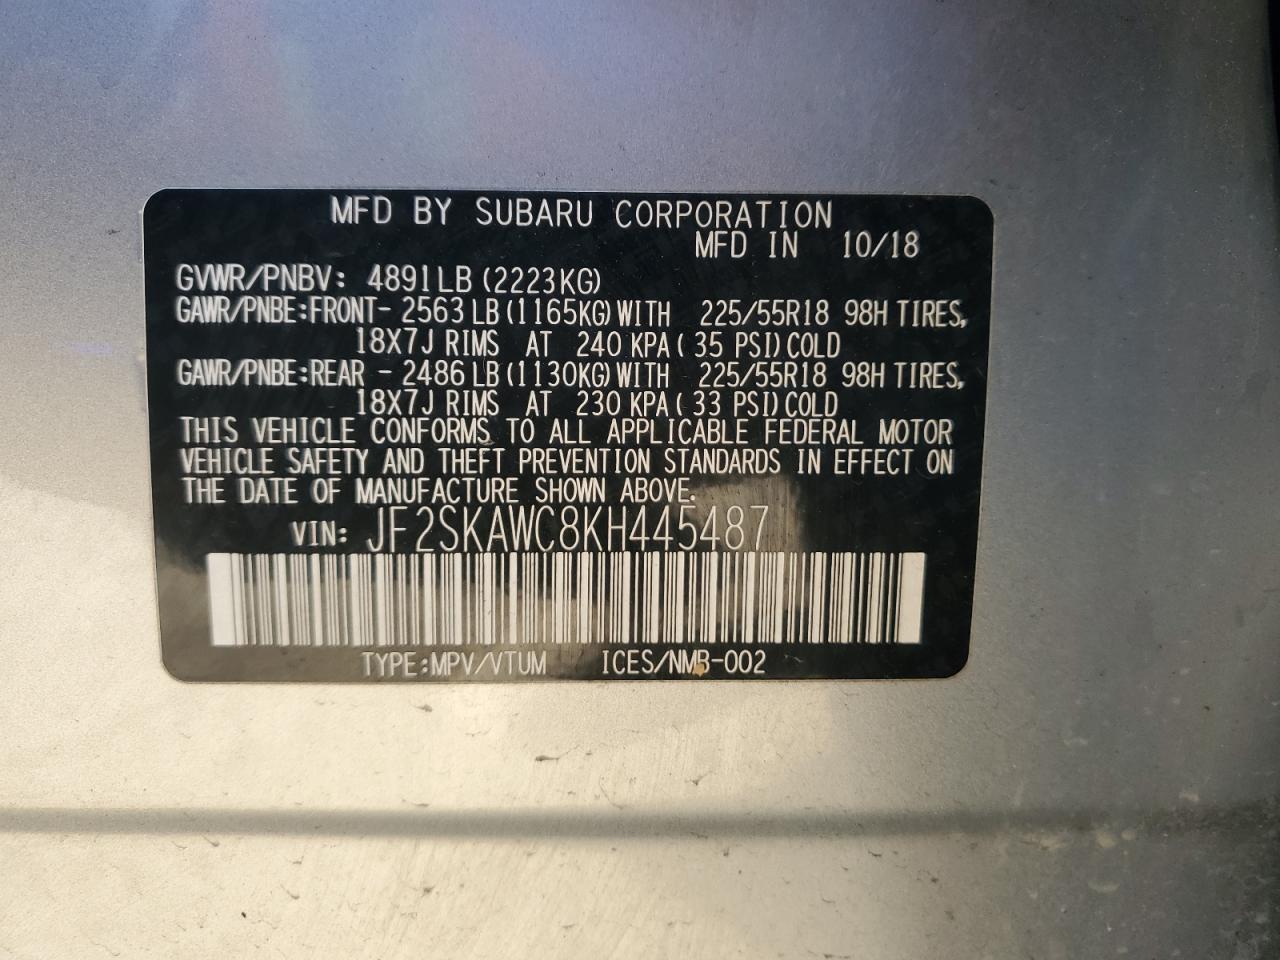 MFD BY SUBARU CORPORATION
MFD IN 10/18
GVWR/PNBV: 4891LB (2223KG)
GAWR/PNBE:FRONT- 2563 LB (1165KG) WITH 225/55R18 98H TIRES,
18X7J RIMS AT 240 KPA ( 35 PSI) COLD
GAWR/PNBE:REAR - 2486 LB (1130KG) WITH 225/55R18 98H TIRES,
18X7J RIMS AT 230 KPA ( 33 PSI) COLD
THIS VEHICLE CONFORMS TO ALL APPLICABLE FEDERAL MOTOR
VEHICLE SAFETY AND THEFT PREVENTION STANDARDS IN EFFECT ON
THE DATE OF MANUFACTURE SHOWN ABOVE.
VIN: JF2SKAWC8KH445487
TYPE:MPV/VTUM ICES/NMB-002